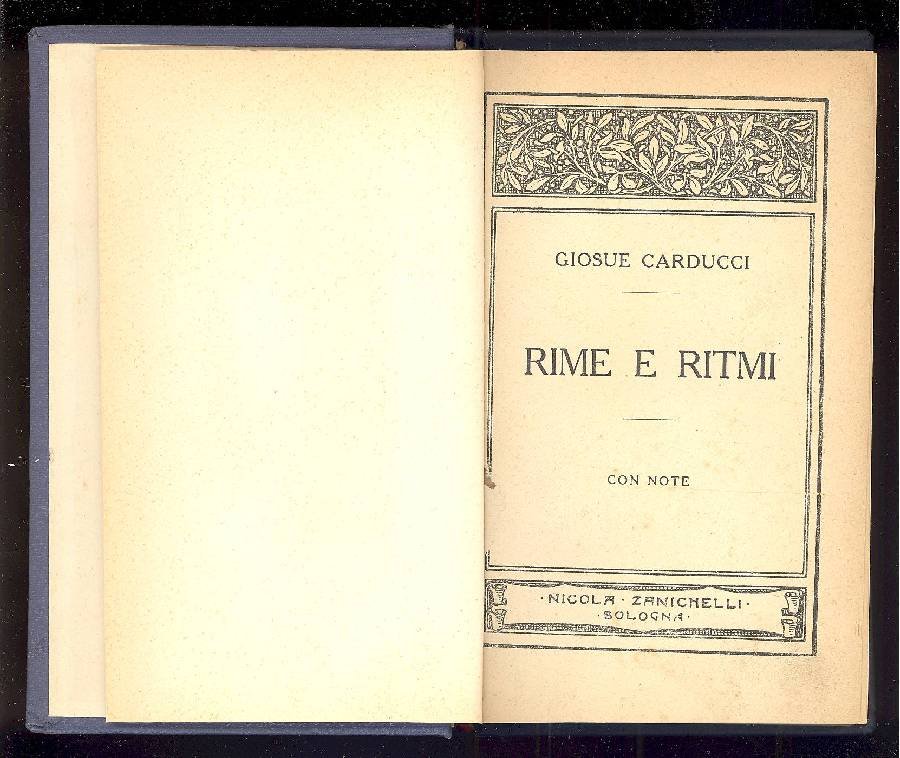 GIOSUE CARDUCCI
RIME E RITMI
CON NOTE
·NICOLA·ZANICHELLI·
·BOLOGNA·